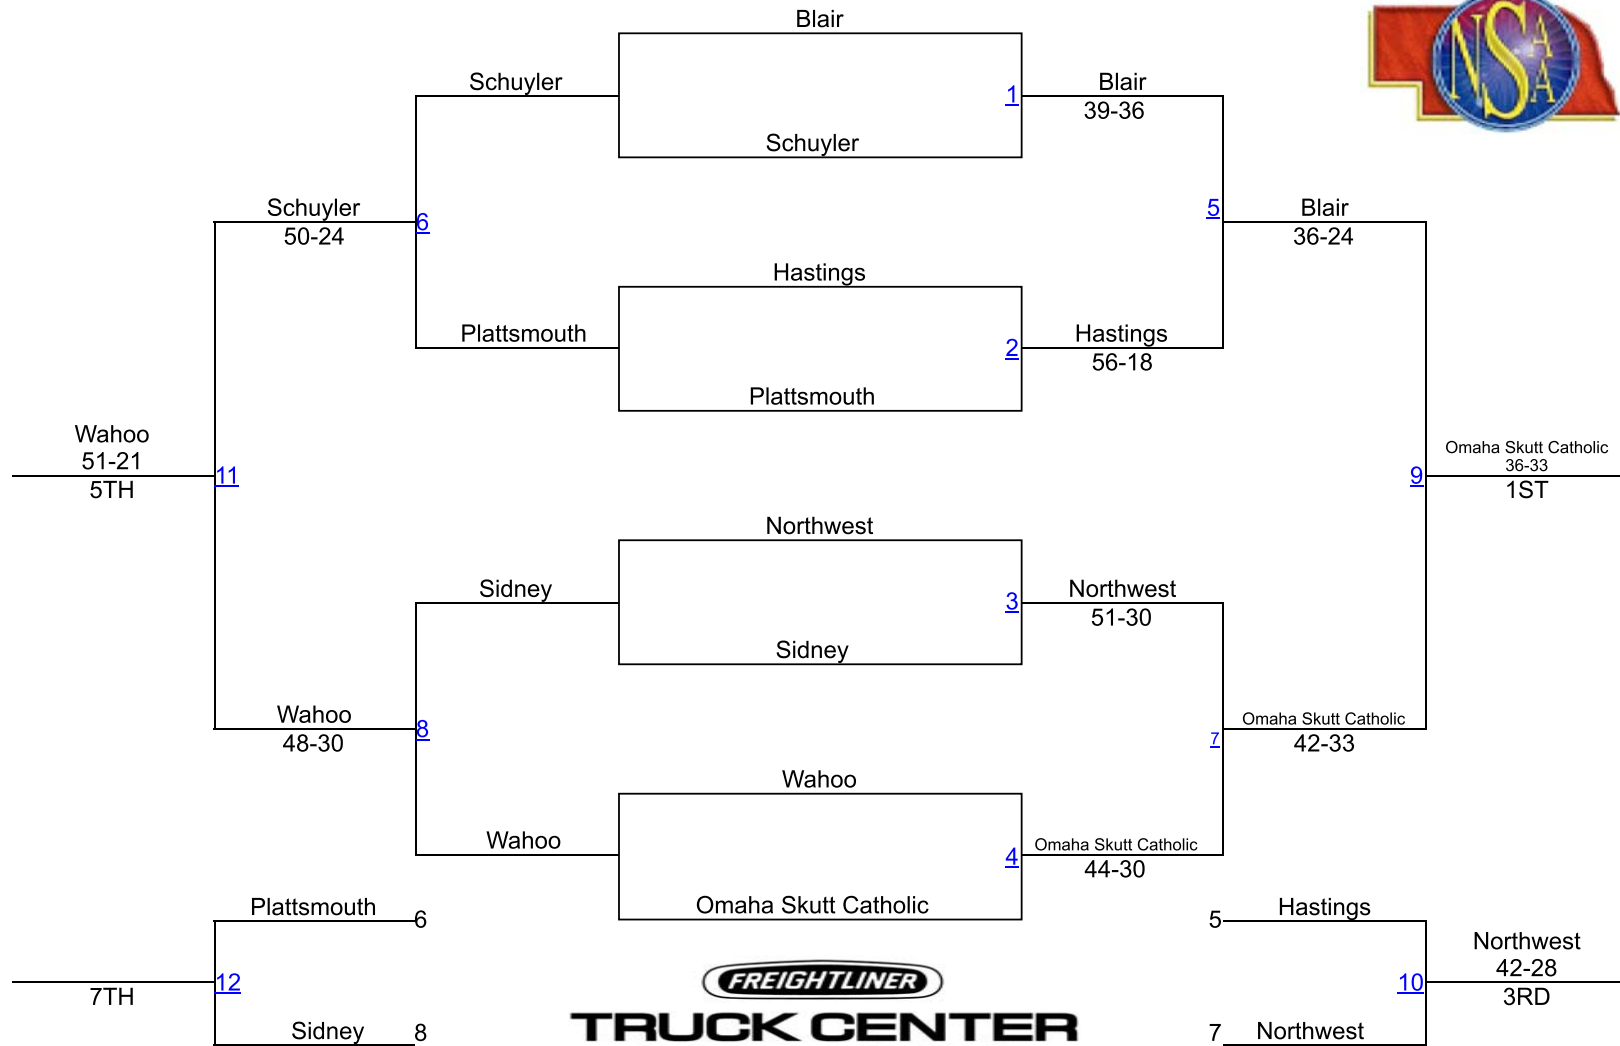 Blair
NSAA
Schuyler
1
Blair
39-36
Schuyler
Schuyler
50-24
6
5
Blair
36-24
Hastings
Plattsmouth
2
Hastings
56-18
Plattsmouth
Wahoo
51-21
5TH
11
9
Omaha Skutt Catholic
36-33
1ST
Northwest
Sidney
3
Northwest
51-30
Sidney
Wahoo
48-30
8
7
Omaha Skutt Catholic
42-33
Wahoo
Wahoo
4
Omaha Skutt Catholic
44-30
Omaha Skutt Catholic
Plattsmouth
6
5
Hastings
7TH
12
10
Northwest
42-28
3RD
Sidney
8
7
Northwest
FREIGHTLINER
TRUCK CENTER